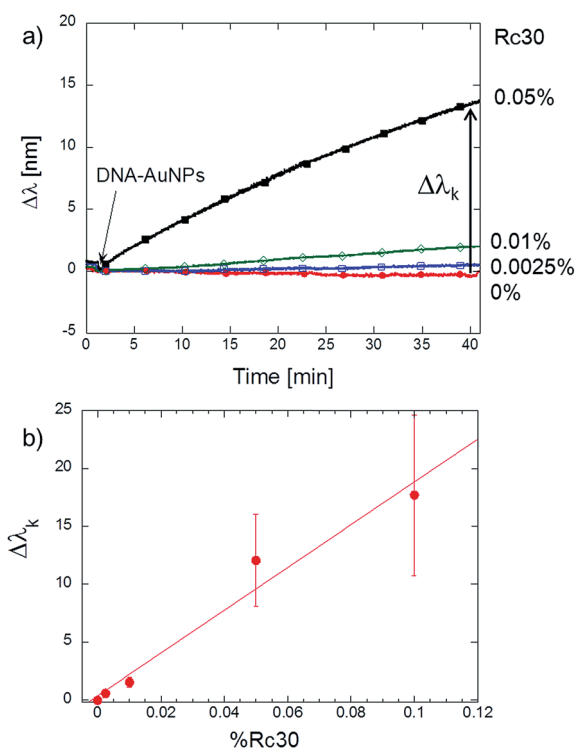 a)
Rc30
20
15
10
5
0
-5
Δλ [nm]
DNA-AuNPs
Δλk
0.05%
0.01%
0.0025%
0%
0 5 10 15 20 25 30 35 40
Time [min]
b)
25
20
15
10
5
0
Δλk
0 0.02 0.04 0.06 0.08 0.1 0.12
%Rc30